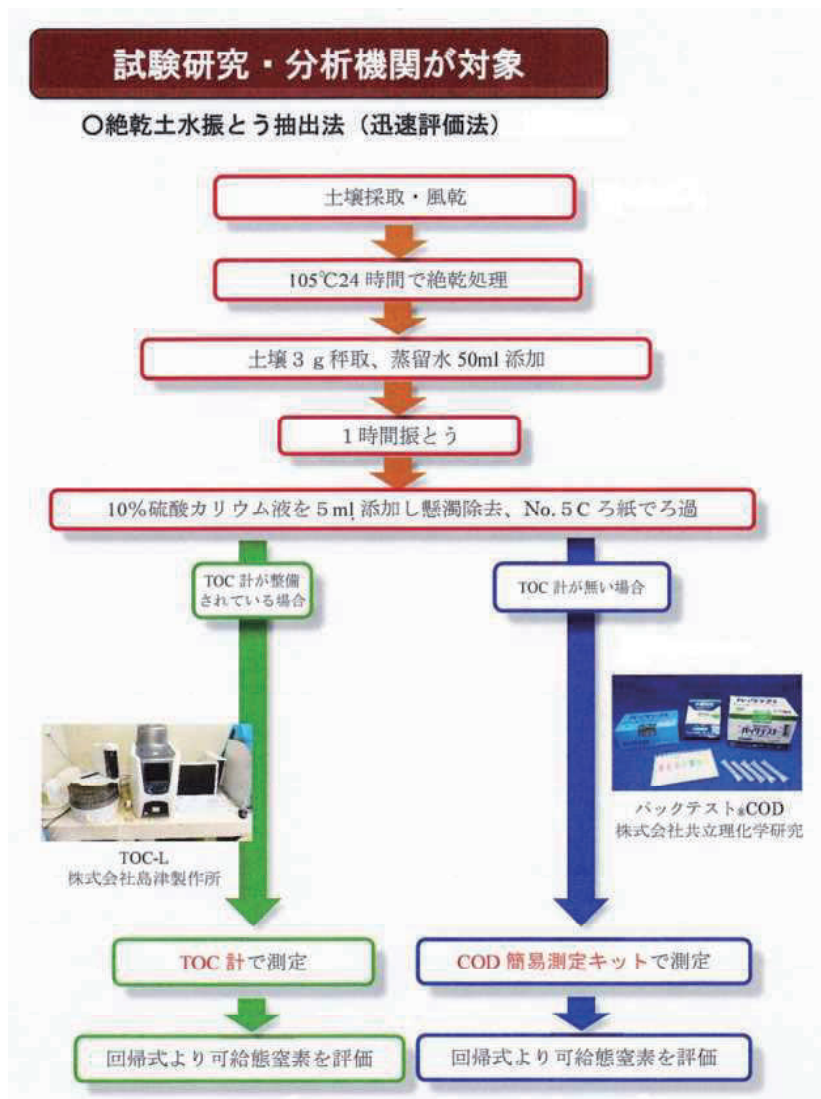 試験研究・分析機関が対象
〇絶乾土水振とう抽出法（迅速評価法）
土壌採取・風乾
105℃24時間で絶乾処理
土壌３ｇ秤取、蒸留水50ml添加
１時間振とう
10%硫酸カリウム液を５ml添加し懸濁除去、No.５Cろ紙でろ過
TOC計が整備
されている場合
TOC計が無い場合
TOC-L
株式会社島津製作所
パックテスト®COD
株式会社共立理化学研究
TOC計で測定
COD簡易測定キットで測定
回帰式より可給態窒素を評価
回帰式より可給態窒素を評価